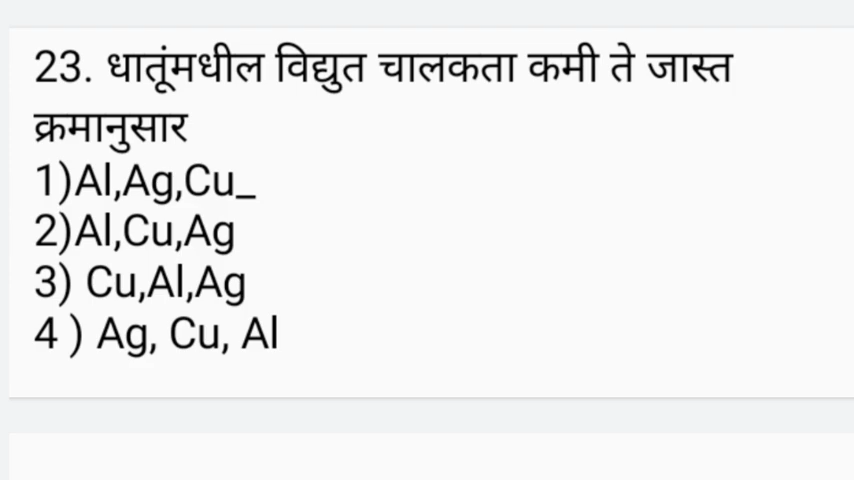 23. धातूंमधील विद्युत चालकता कमी ते जास्त
क्रमानुसार
1)Al,Ag,Cu_
2)Al,Cu,Ag
3) Cu,Al,Ag
4 ) Ag, Cu, Al